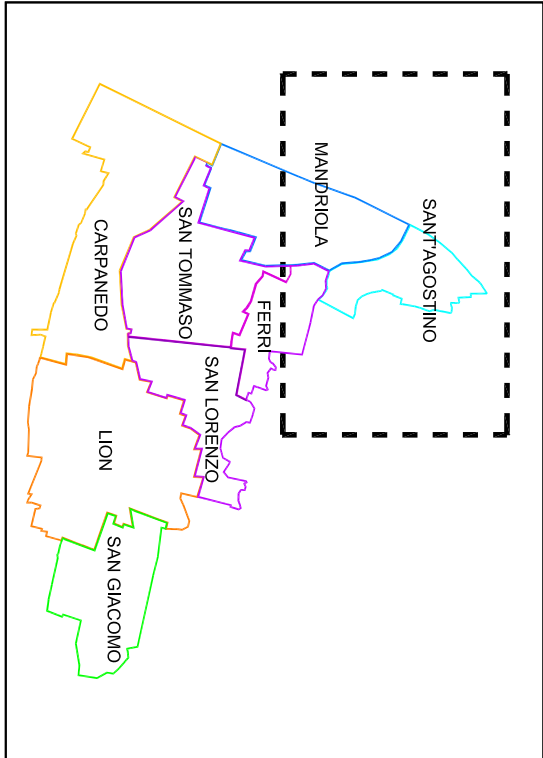 SANT'AGOSTINO
MANDRIOLA
FERRI
SAN TOMMASO
SAN LORENZO
CARPANEDO
LION
SAN GIACOMO